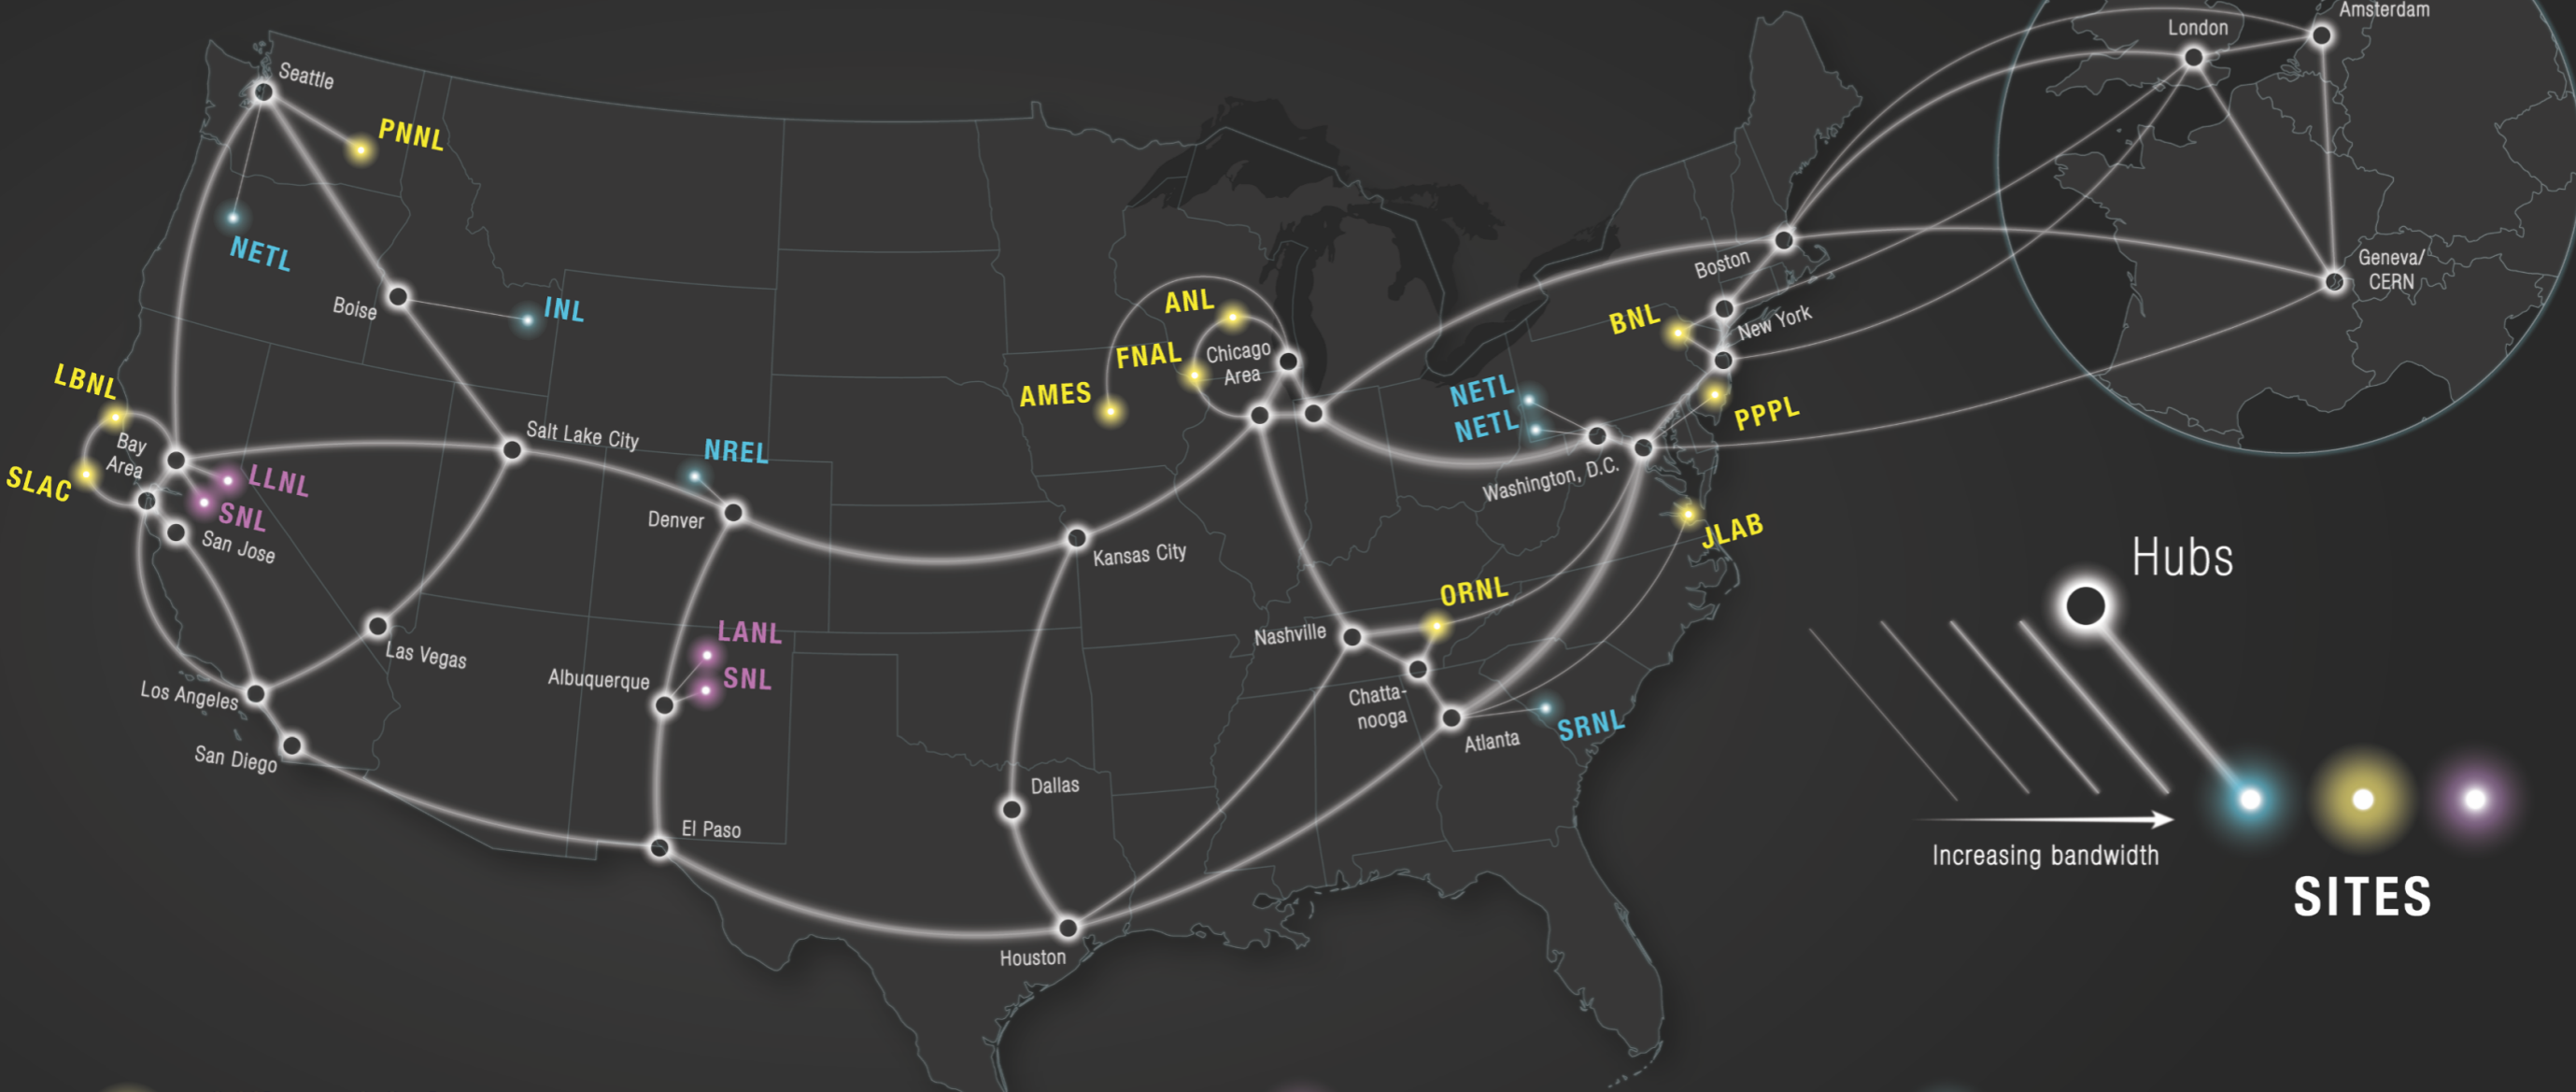 Amsterdam
London
Seattle
PNNL
NETL
Boise
INL
Geneva/
CERN
Boston
ANL
BNL
New York
FNAL
Chicago
Area
AMES
LBNL
NETL
NETL
PPPL
Bay
Area
Salt Lake City
NREL
SLAC
LLNL
SNL
Washington, D.C.
Denver
San Jose
Kansas City
JLAB
Hubs
ORNL
LANL
Nashville
Las Vegas
Albuquerque
SNL
Los Angeles
Chatta-
nooga
SRNL
Atlanta
San Diego
Dallas
El Paso
Increasing bandwidth
SITES
Houston